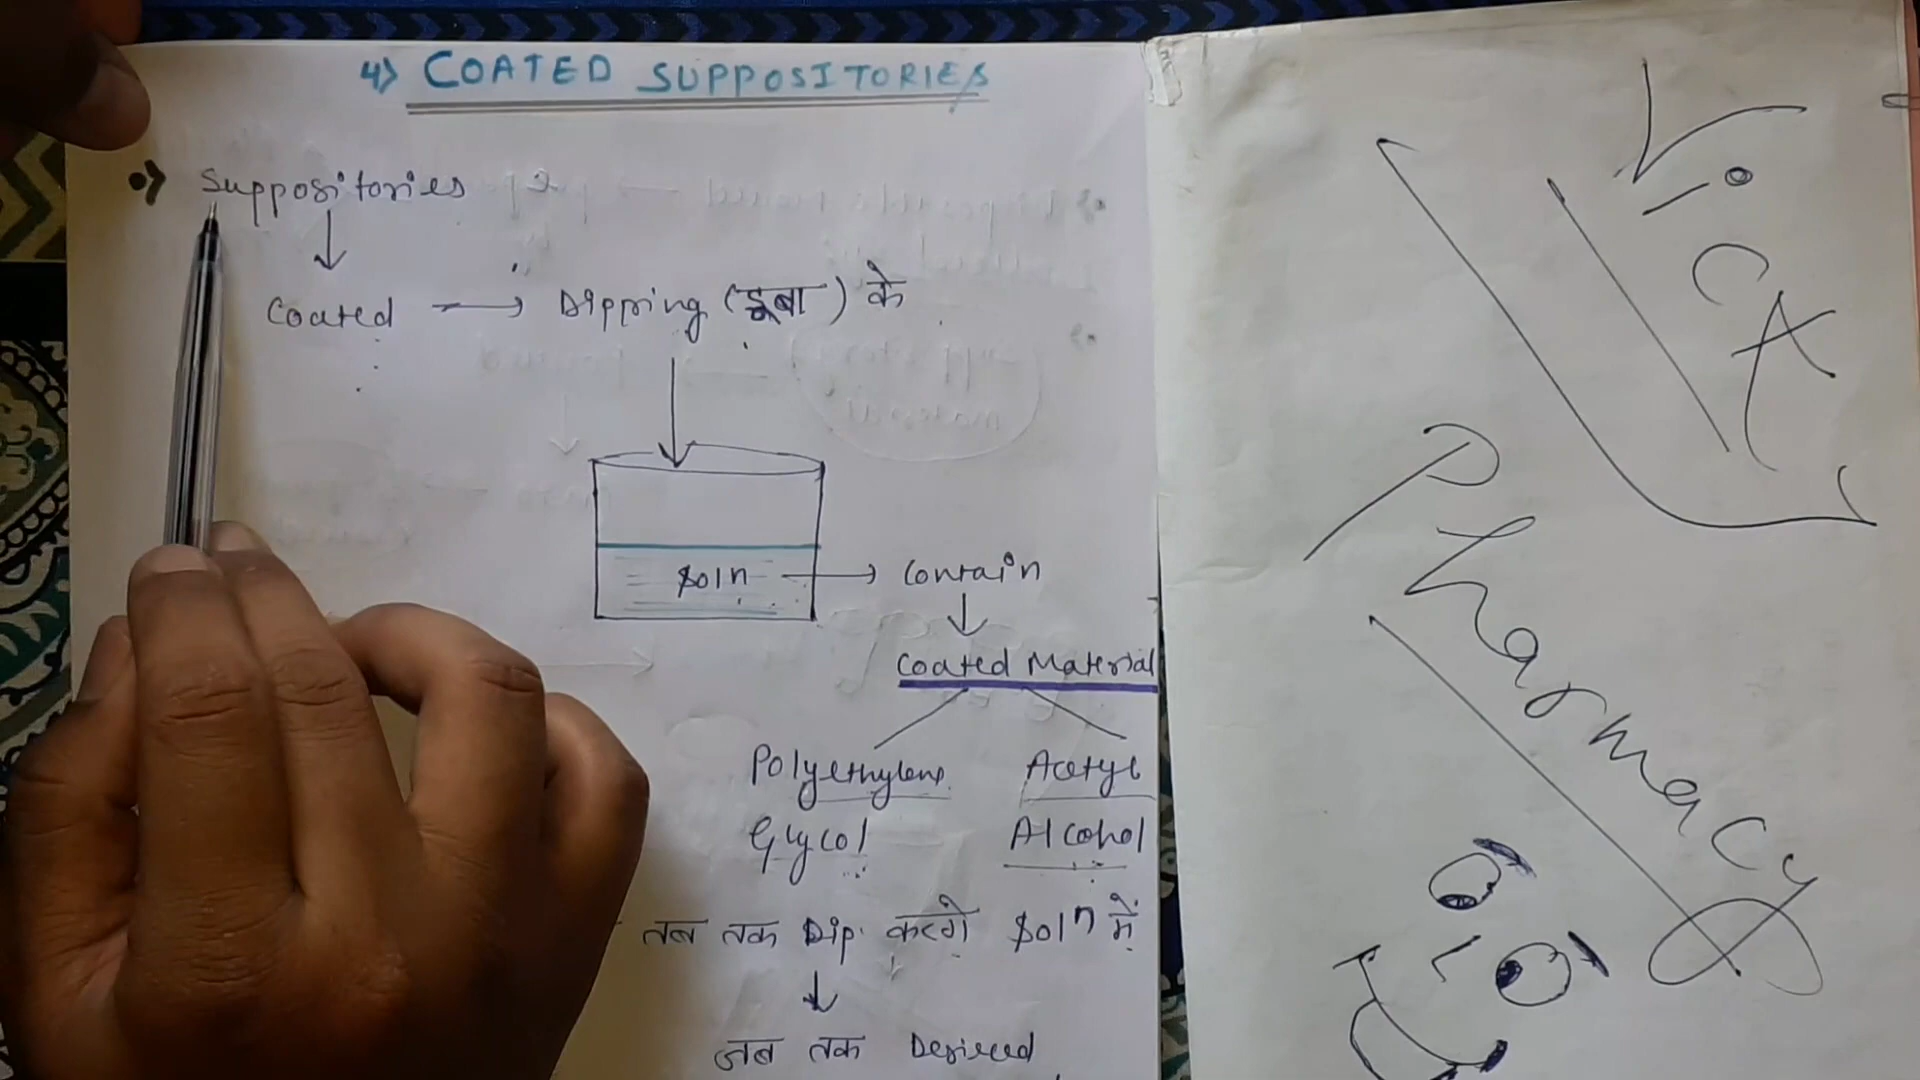 4) COATED SUPPOSITORIES
Suppositories
Coated → Dipping (डूबा) के
Soln → Contain
Coated Material
Polyethylene Acetyl
Glycol Alcohol
तब तक Dip करेगे Soln में
जब तक Desired
Pharmacy